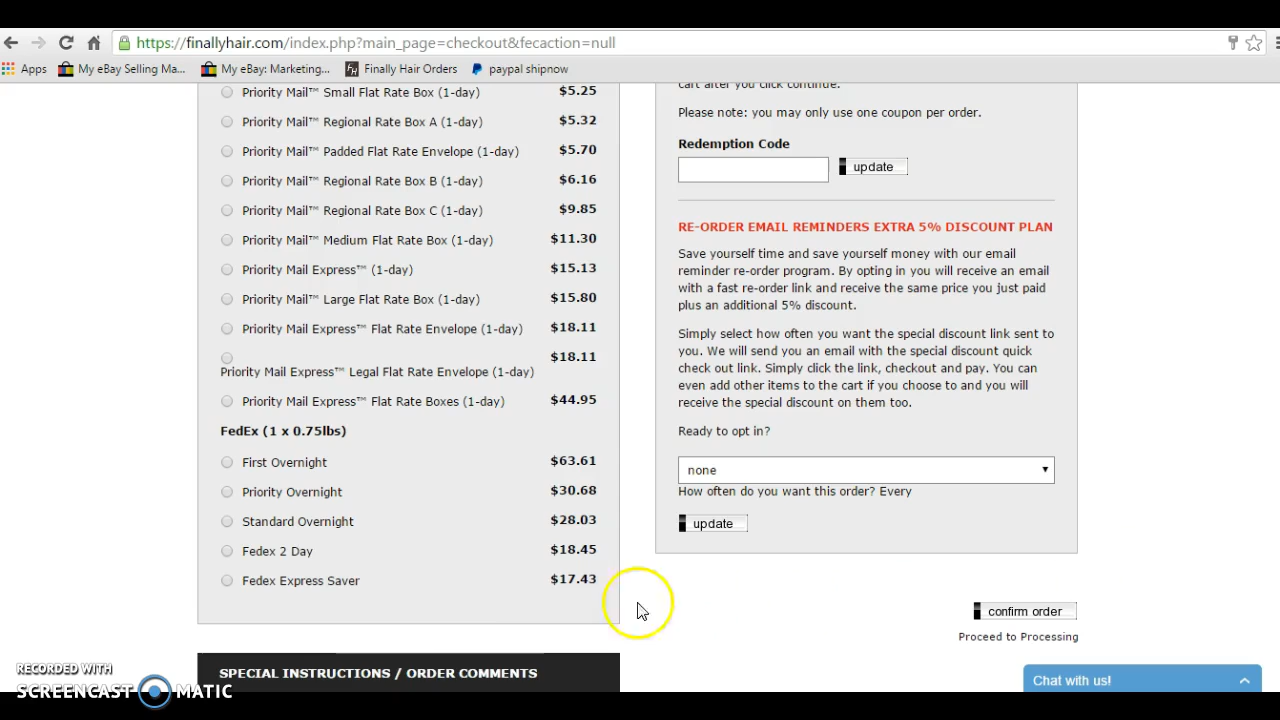 https://finallyhair.com/index.php?main_page=checkout&fecaction=null
Apps My eBay Selling Ma... My eBay: Marketing... Finally Hair Orders paypal shipnow
Priority Mail™ Small Flat Rate Box (1-day) $5.25
Priority Mail™ Regional Rate Box A (1-day) $5.32
Priority Mail™ Padded Flat Rate Envelope (1-day) $5.70
Priority Mail™ Regional Rate Box B (1-day) $6.16
Priority Mail™ Regional Rate Box C (1-day) $9.85
Priority Mail™ Medium Flat Rate Box (1-day) $11.30
Priority Mail Express™ (1-day) $15.13
Priority Mail™ Large Flat Rate Box (1-day) $15.80
Priority Mail Express™ Flat Rate Envelope (1-day) $18.11
$18.11
Priority Mail Express™ Legal Flat Rate Envelope (1-day)
Priority Mail Express™ Flat Rate Boxes (1-day) $44.95
FedEx (1 x 0.75lbs)
First Overnight $63.61
Priority Overnight $30.68
Standard Overnight $28.03
Fedex 2 Day $18.45
Fedex Express Saver $17.43
SPECIAL INSTRUCTIONS / ORDER COMMENTS
cart after you click continue.
Please note: you may only use one coupon per order.
Redemption Code
update
RE-ORDER EMAIL REMINDERS EXTRA 5% DISCOUNT PLAN
Save yourself time and save yourself money with our email
reminder re-order program. By opting in you will receive an email
with a fast re-order link and receive the same price you just paid
plus an additional 5% discount.
Simply select how often you want the special discount link sent to
you. We will send you an email with the special discount quick
check out link. Simply click the link, checkout and pay. You can
even add other items to the cart if you choose to and you will
receive the special discount on them too.
Ready to opt in?
none
How often do you want this order? Every
update
confirm order
Proceed to Processing
Chat with us!
RECORDED WITH
SCREENCAST MATIC